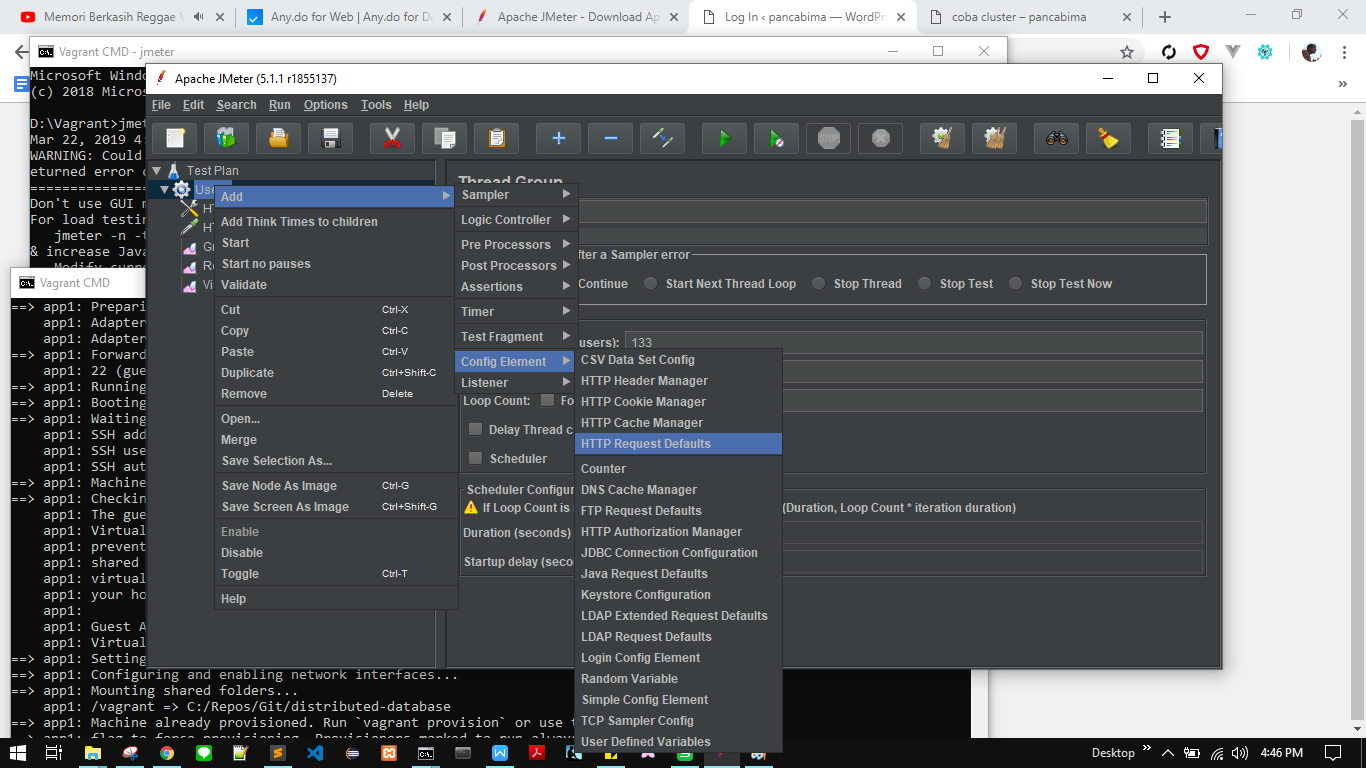 Memori Berkasih Reggae
Any.do for Web | Any.do for De
Apache JMeter - Download Ap
Log In ‹ pancabima — WordPr
coba cluster – pancabima
Vagrant CMD - jmeter
Microsoft Windo
(c) 2018 Micros
D:\Vagrant>jme
Mar 22, 2019 4:
WARNING: Could
eturned error c
Don't use GUI m
For load testin
jmeter -n -t
& increase Java
Apache JMeter (5.1.1 r1855137)
File Edit Search Run Options Tools Help
STOP
Test Plan
Use
Thread Group
Add
Add Think Times to children
Start
Start no pauses
Validate
Cut Ctrl-X
Copy Ctrl-C
Paste Ctrl-V
Duplicate Ctrl+Shift-C
Remove Delete
Open...
Merge
Save Selection As...
Save Node As Image Ctrl-G
Save Screen As Image Ctrl+Shift-G
Enable
Disable
Toggle Ctrl-T
Help
Sampler
Logic Controller
Pre Processors
Post Processors
Assertions
Timer
Test Fragment
Config Element
Listener
CSV Data Set Config
HTTP Header Manager
HTTP Cookie Manager
HTTP Cache Manager
HTTP Request Defaults
Counter
DNS Cache Manager
FTP Request Defaults
HTTP Authorization Manager
JDBC Connection Configuration
Java Request Defaults
Keystore Configuration
LDAP Extended Request Defaults
LDAP Request Defaults
Login Config Element
Random Variable
Simple Config Element
TCP Sampler Config
User Defined Variables
fter a Sampler error
Continue Start Next Thread Loop Stop Thread Stop Test Stop Test Now
users): 133
Loop Count: Fo
Delay Thread c
Scheduler
Scheduler Configur
If Loop Count is (Duration, Loop Count * iteration duration)
Duration (seconds)
Startup delay (seco
Vagrant CMD
==> app1: Prepari
app1: Adapter
app1: Adapter
==> app1: Forward
app1: 22 (gue
==> app1: Running
==> app1: Booting
==> app1: Waiting
app1: SSH add
app1: SSH use
app1: SSH aut
==> app1: Machine
==> app1: Checkin
app1: The gue
app1: Virtual
app1: prevent
app1: shared
app1: virtual
app1: your ho
app1:
app1: Guest A
app1: Virtual
==> app1: Setting
==> app1: Configuring and enabling network interfaces...
==> app1: Mounting shared folders...
app1: /vagrant => C:/Repos/Git/distributed-database
==> app1: Machine already provisioned. Run `vagrant provision` or use t
==> app1: flag to force provisioning. Provisioners marked to run alway
Desktop 4:46 PM